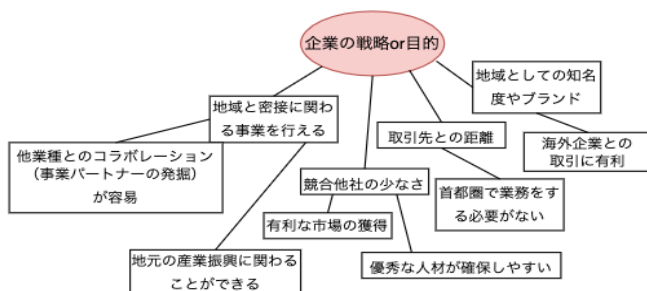 企業の戦略or目的
地域としての知名
度やブランド
地域と密接に関わ
る事業を行える
取引先との距離
海外企業との
取引に有利
他業種とのコラボレーション
（事業パートナーの発掘）
が容易
競合他社の少なさ
首都圏で業務をす
る必要がない
有利な市場の獲得
地元の産業振興に関わる
ことができる
優秀な人材が確保しやすい